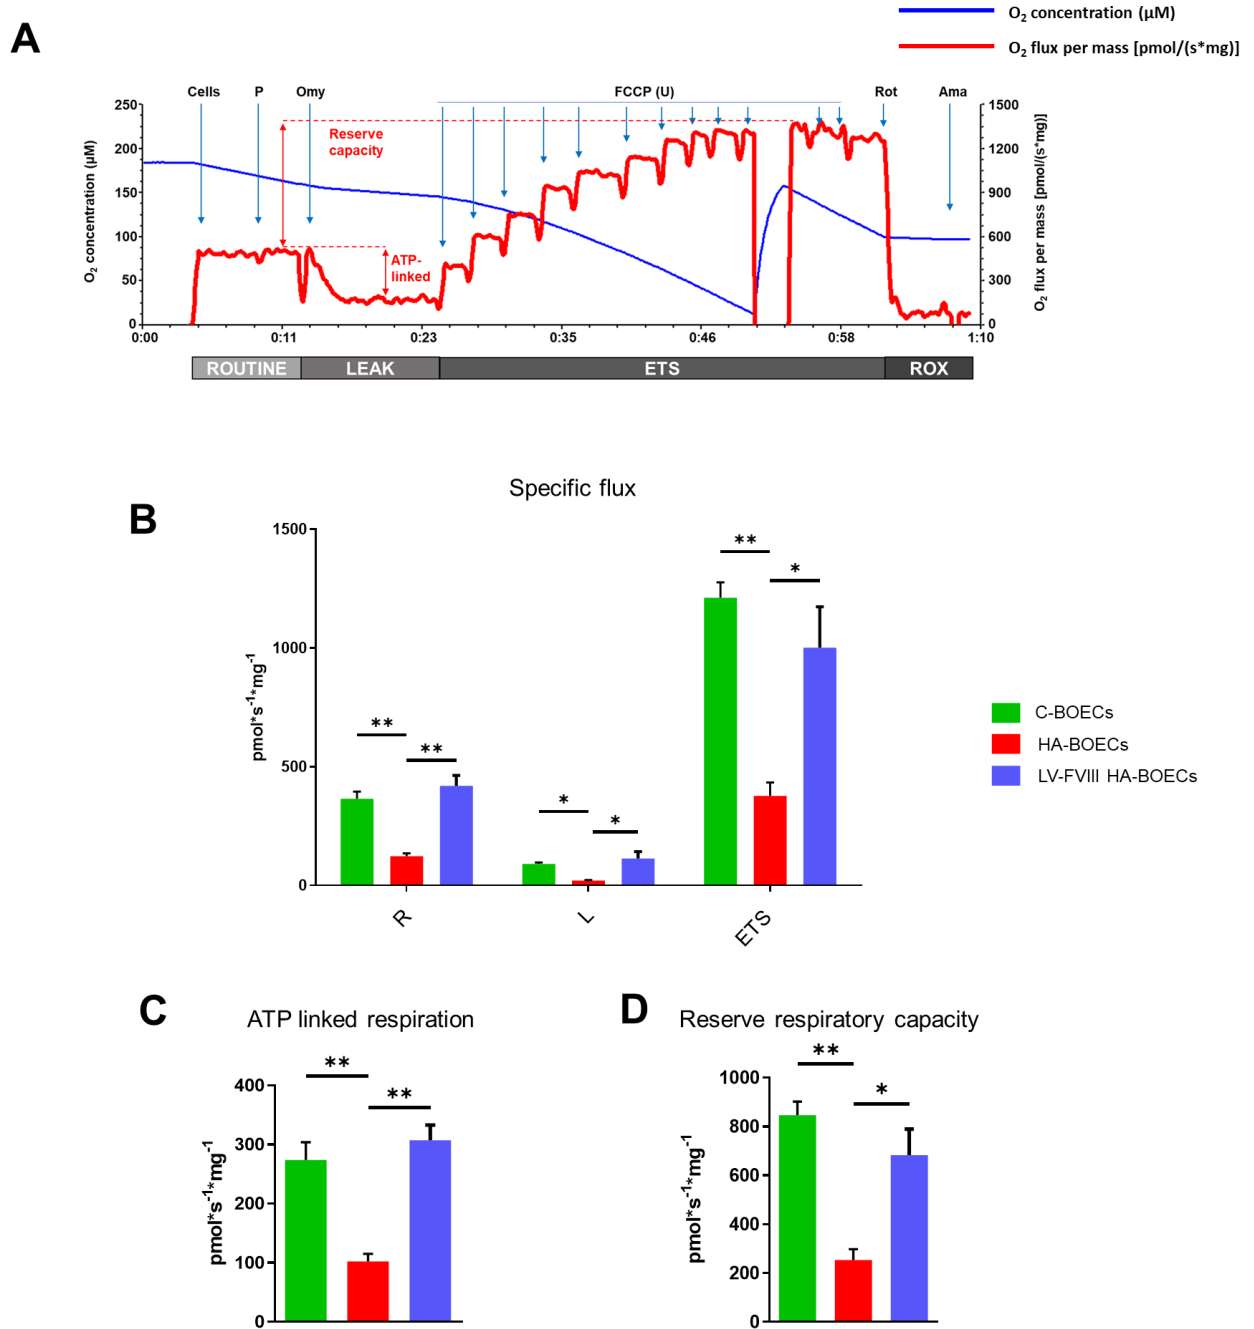 A
O₂ concentration (µM)
O₂ flux per mass [pmol/(s*mg)]
Cells P Omy FCCP (U) Rot Ama
250 200 150 100 50 0
O₂ concentration (µM)
1500 1200 900 600 300 0
O₂ flux per mass [pmol/(s*mg)]
Reserve
capacity
ATP-
linked
0:00 0:11 0:23 0:35 0:46 0:58 1:10
ROUTINE LEAK ETS ROX
B
Specific flux
1500
1000
500
0
pmol*s⁻¹*mg⁻¹
** ** * * ** *
R L ETS
C-BOECs
HA-BOECs
LV-FVIII HA-BOECs
C
ATP linked respiration
** **
400
300
200
100
0
pmol*s⁻¹*mg⁻¹
D
Reserve respiratory capacity
** *
1000
800
600
400
200
0
pmol*s⁻¹*mg⁻¹